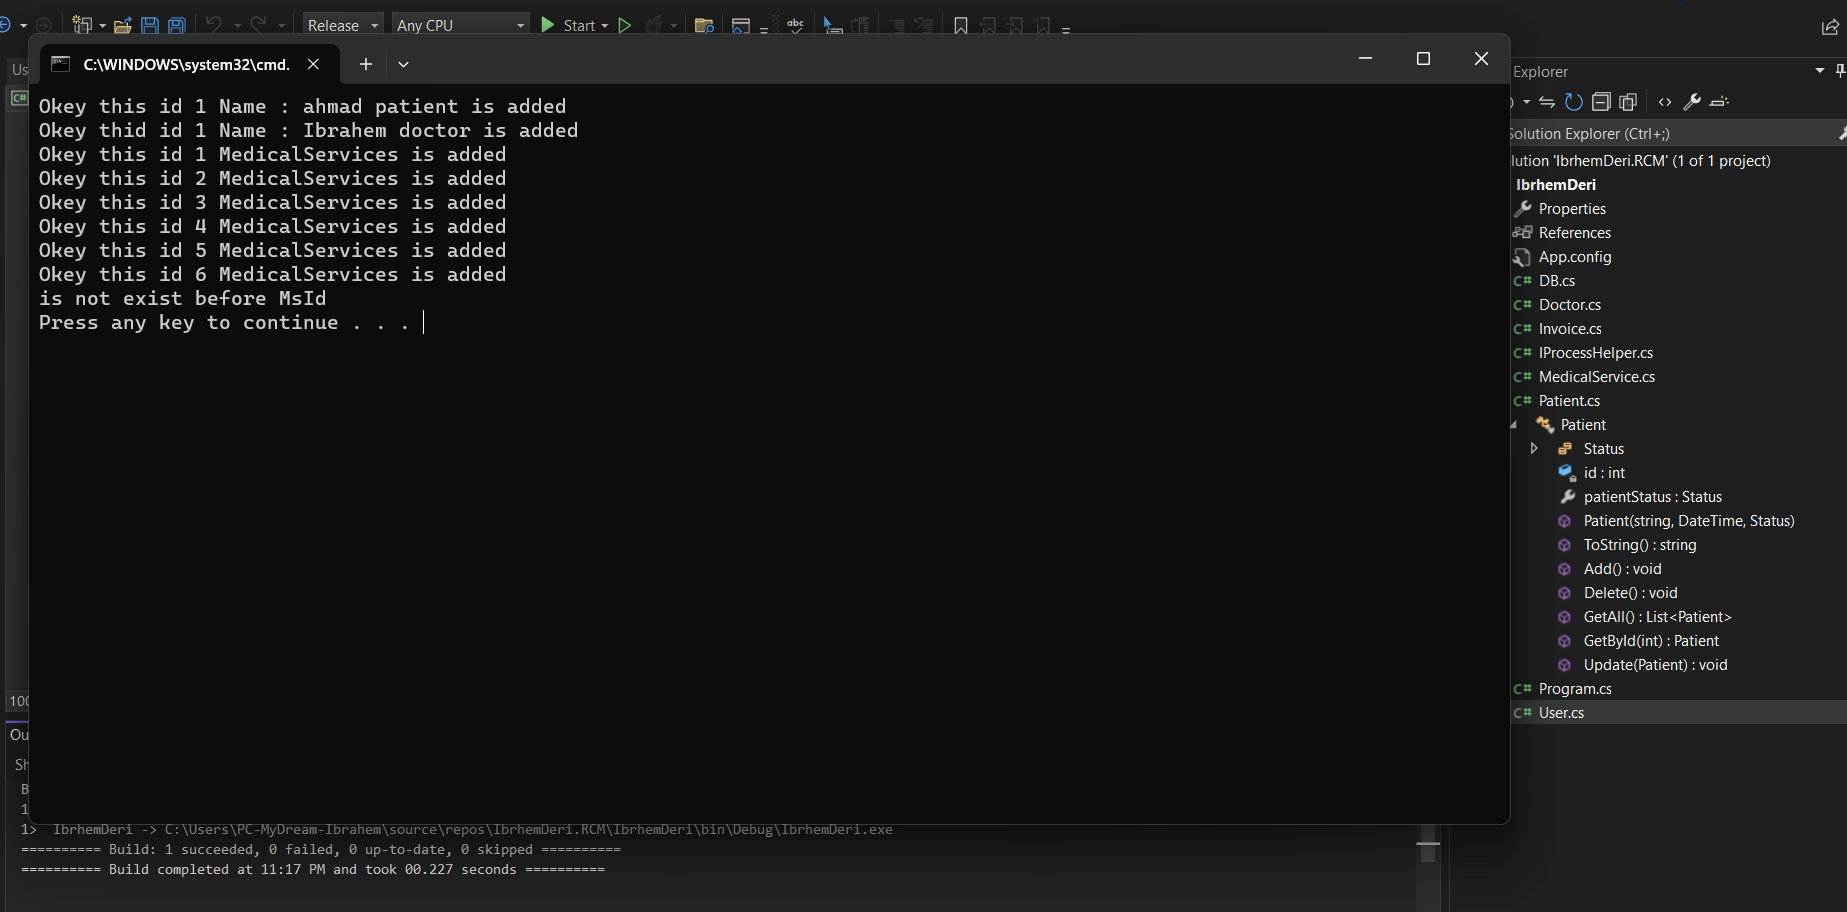 Release
Any CPU
Start
abc
Us
C:\WINDOWS\system32\cmd.
Okey this id 1 Name : ahmad patient is added
Okey thid id 1 Name : Ibrahem doctor is added
Okey this id 1 MedicalServices is added
Okey this id 2 MedicalServices is added
Okey this id 3 MedicalServices is added
Okey this id 4 MedicalServices is added
Okey this id 5 MedicalServices is added
Okey this id 6 MedicalServices is added
is not exist before MsId
Press any key to continue . . .
Explorer
Solution Explorer (Ctrl+;)
lution 'IbrhemDeri.RCM' (1 of 1 project)
IbrhemDeri
Properties
References
App.config
C# DB.cs
C# Doctor.cs
C# Invoice.cs
C# IProcessHelper.cs
C# MedicalService.cs
C# Patient.cs
Patient
Status
id : int
patientStatus : Status
Patient(string, DateTime, Status)
ToString() : string
Add() : void
Delete() : void
GetAll() : List<Patient>
GetById(int) : Patient
Update(Patient) : void
C# Program.cs
C# User.cs
C#
100
Ou
Sh
B
1
1>  IbrhemDeri -> C:\Users\PC-MyDream-Ibrahem\source\repos\IbrhemDeri.RCM\IbrhemDeri\bin\Debug\IbrhemDeri.exe
========== Build: 1 succeeded, 0 failed, 0 up-to-date, 0 skipped ==========
========== Build completed at 11:17 PM and took 00.227 seconds ==========